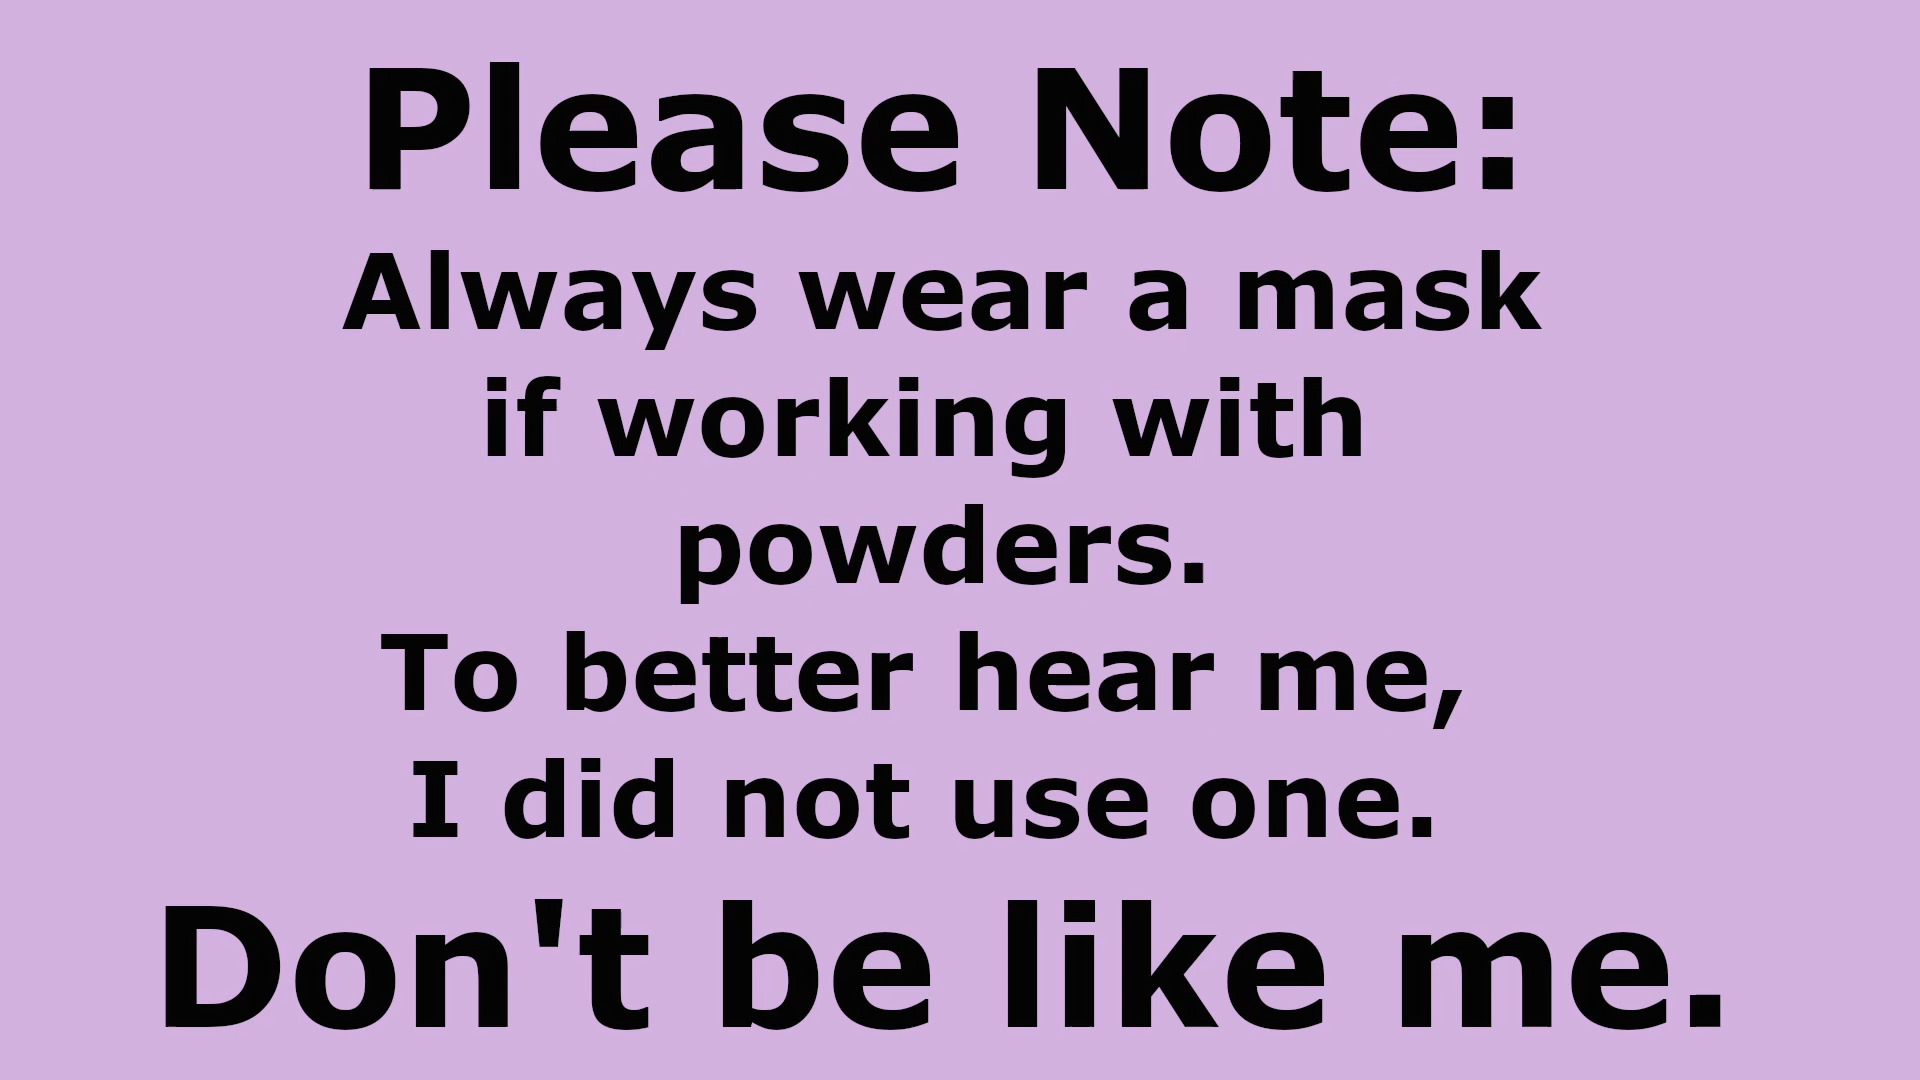 Please Note:
Always wear a mask
if working with
powders.
To better hear me,
I did not use one.
Don't be like me.